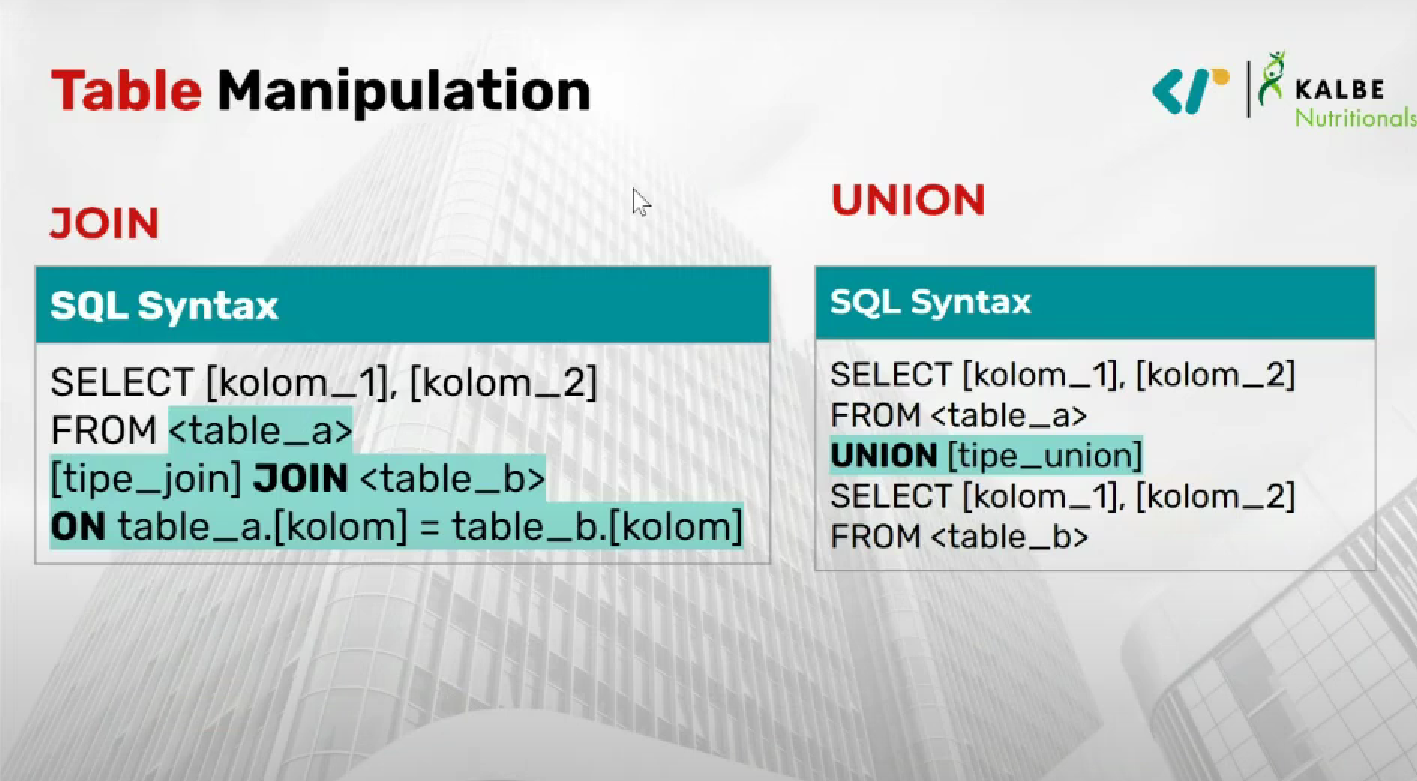 Table Manipulation
KALBE
Nutritionals
JOIN
SQL Syntax
SELECT [kolom_1], [kolom_2]
FROM <table_a>
[tipe_join] JOIN <table_b>
ON table_a.[kolom] = table_b.[kolom]
UNION
SQL Syntax
SELECT [kolom_1], [kolom_2]
FROM <table_a>
UNION [tipe_union]
SELECT [kolom_1], [kolom_2]
FROM <table_b>